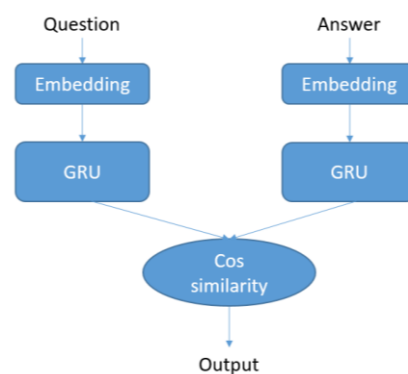 Question
Answer
Embedding
Embedding
GRU
GRU
Cos
similarity
Output